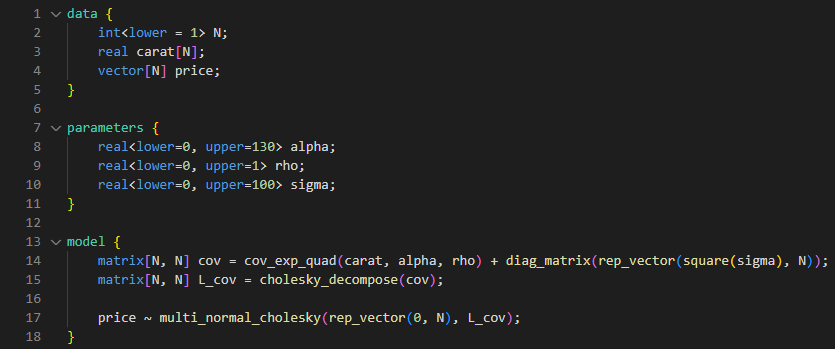 1 data {
2     int<lower = 1> N;
3     real carat[N];
4     vector[N] price;
5 }
6
7 parameters {
8     real<lower=0, upper=130> alpha;
9     real<lower=0, upper=1> rho;
10     real<lower=0, upper=100> sigma;
11 }
12
13 model {
14     matrix[N, N] cov = cov_exp_quad(carat, alpha, rho) + diag_matrix(rep_vector(square(sigma), N));
15     matrix[N, N] L_cov = cholesky_decompose(cov);
16
17     price ~ multi_normal_cholesky(rep_vector(0, N), L_cov);
18 }